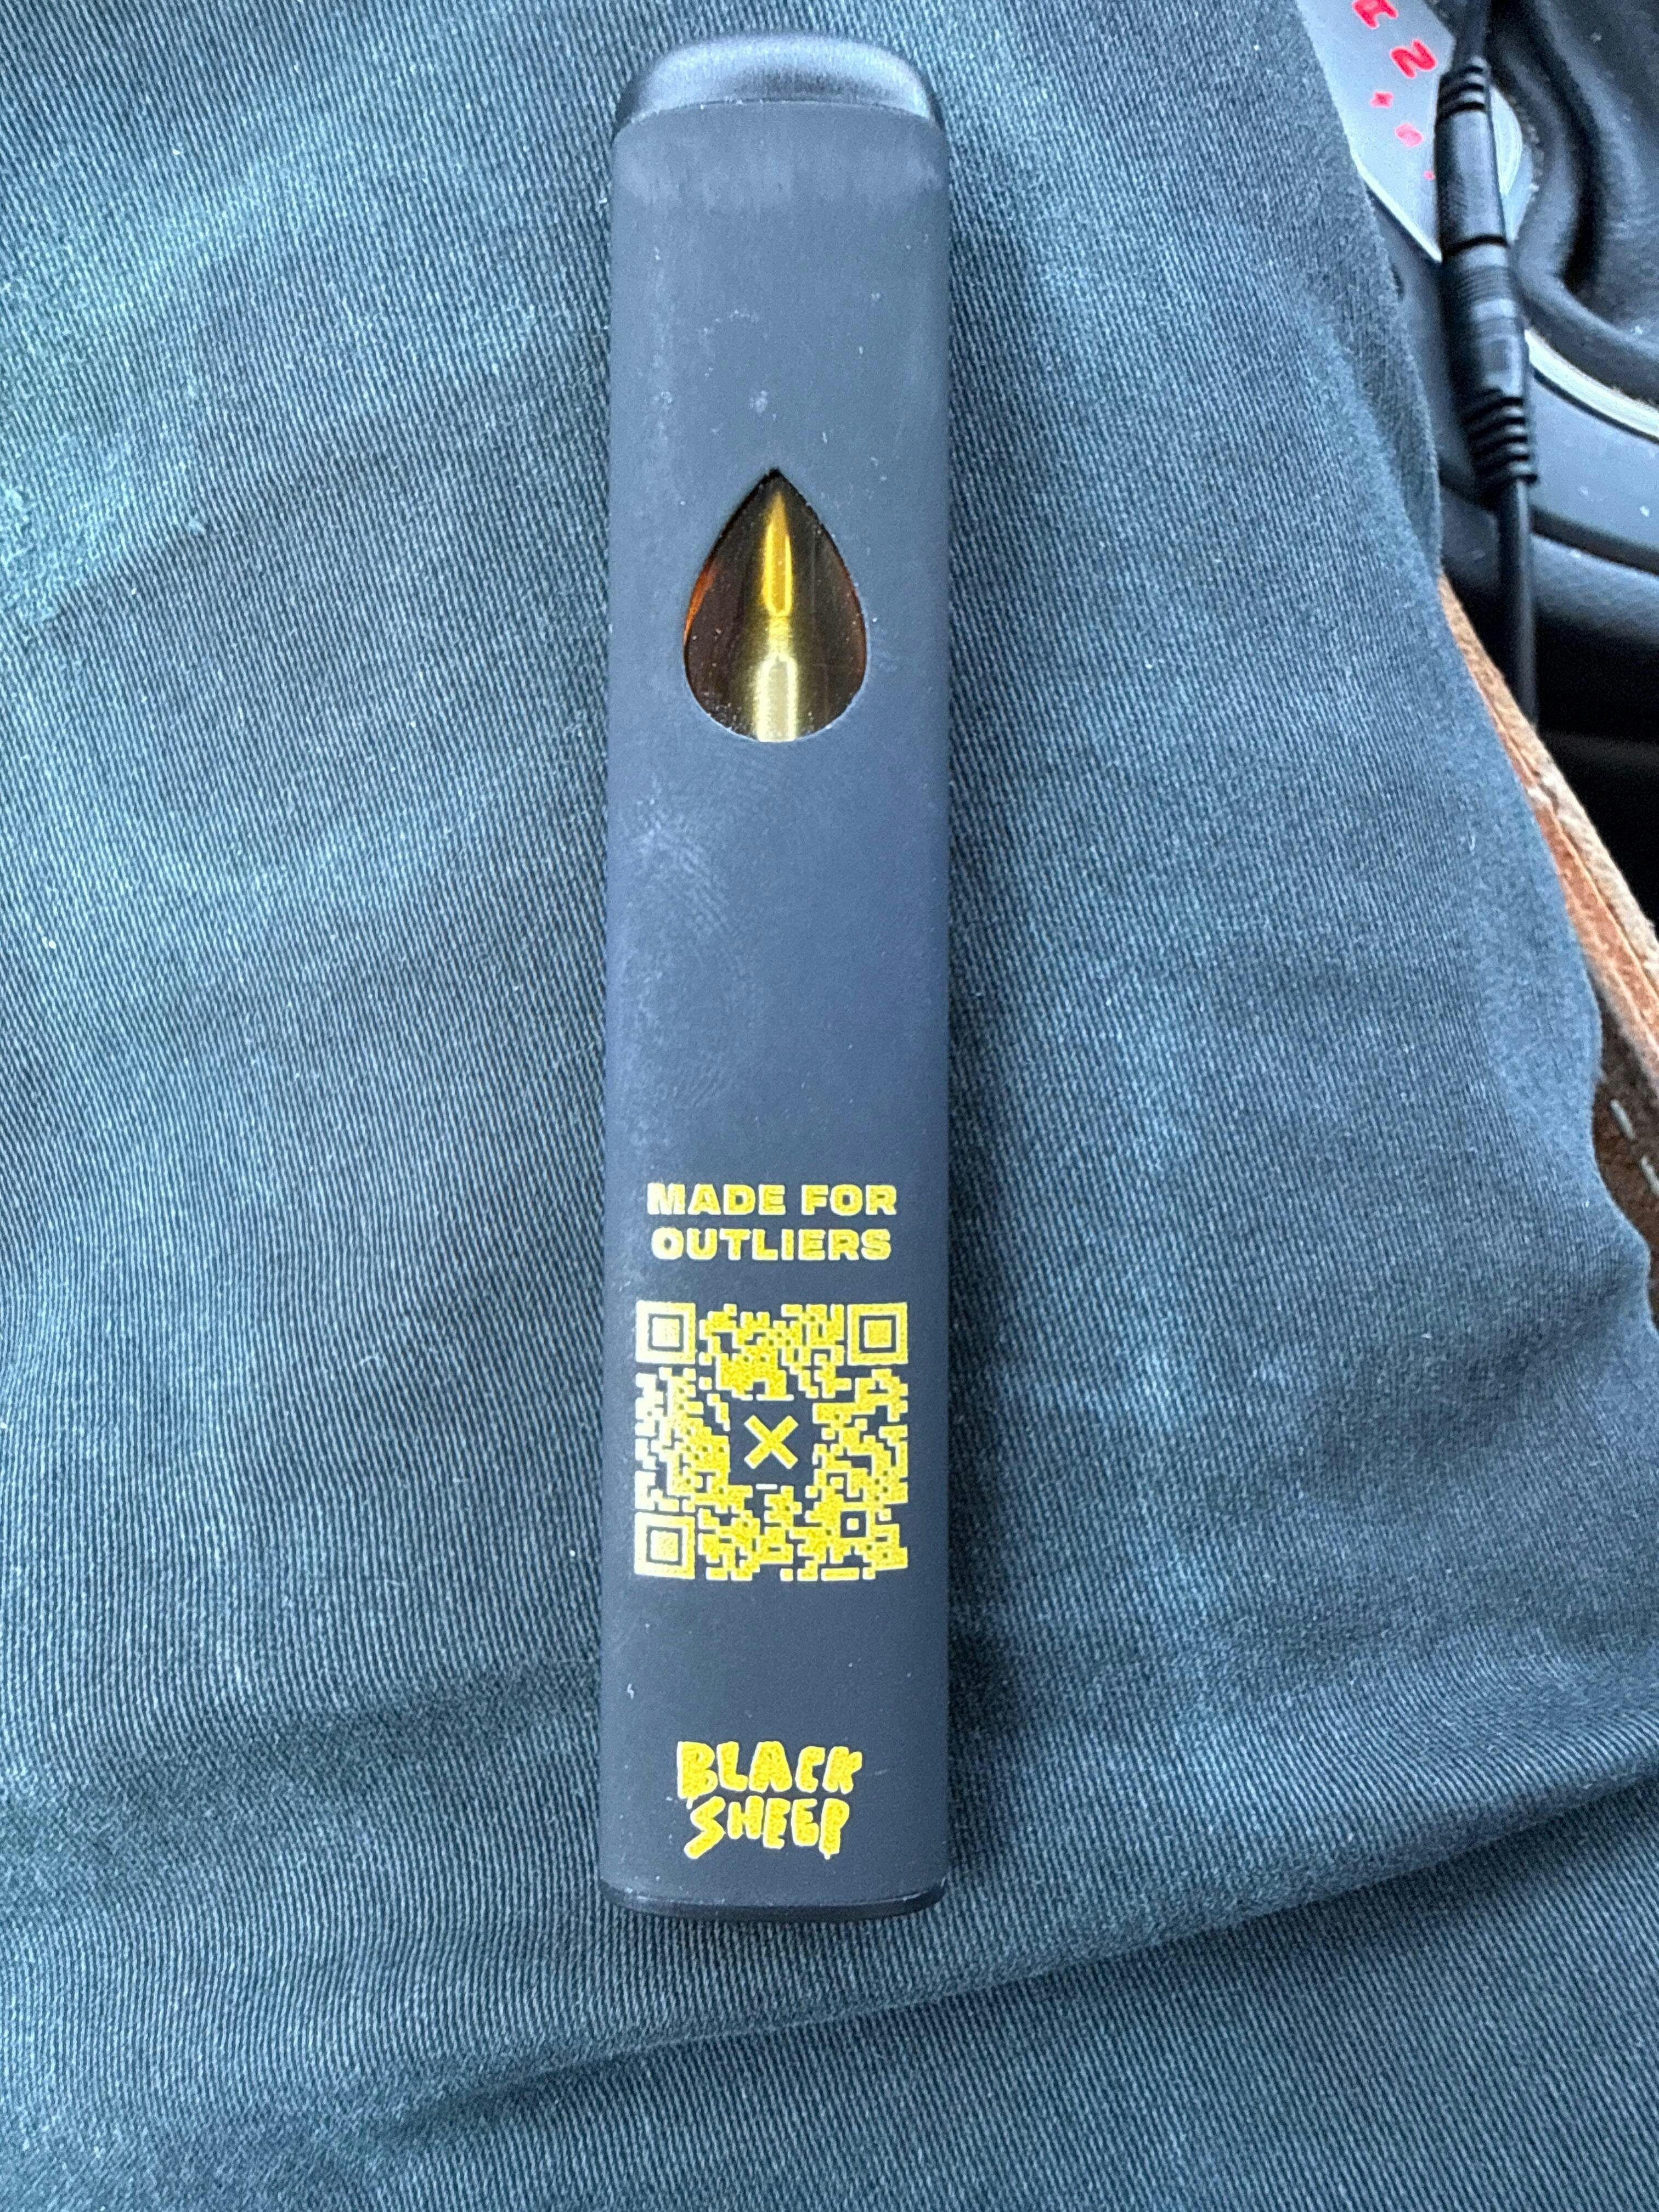 MADE FOR
OUTLIERS
X
BLACK
SHEEP